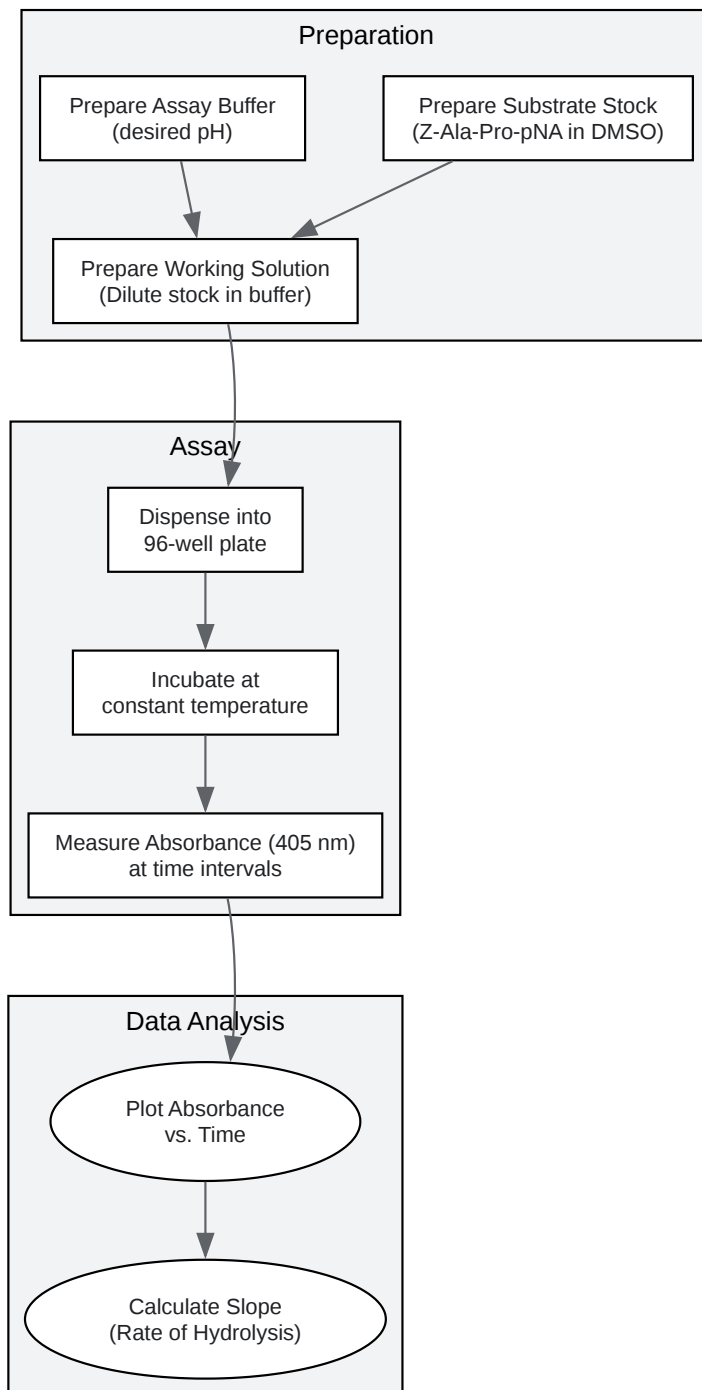 Preparation
Prepare Assay Buffer
(desired pH)
Prepare Substrate Stock
(Z-Ala-Pro-pNA in DMSO)
Prepare Working Solution
(Dilute stock in buffer)
Assay
Dispense into
96-well plate
Incubate at
constant temperature
Measure Absorbance (405 nm)
at time intervals
Data Analysis
Plot Absorbance
vs. Time
Calculate Slope
(Rate of Hydrolysis)